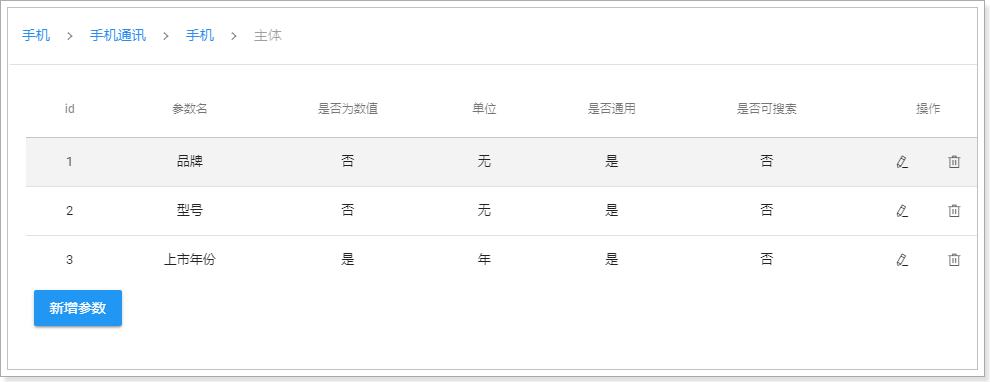 手机 > 手机通讯 > 手机 > 主体
id 参数名 是否为数值 单位 是否通用 是否可搜索 操作
1 品牌 否 无 是 否
2 型号 否 无 是 否
3 上市年份 是 年 是 否
新增参数